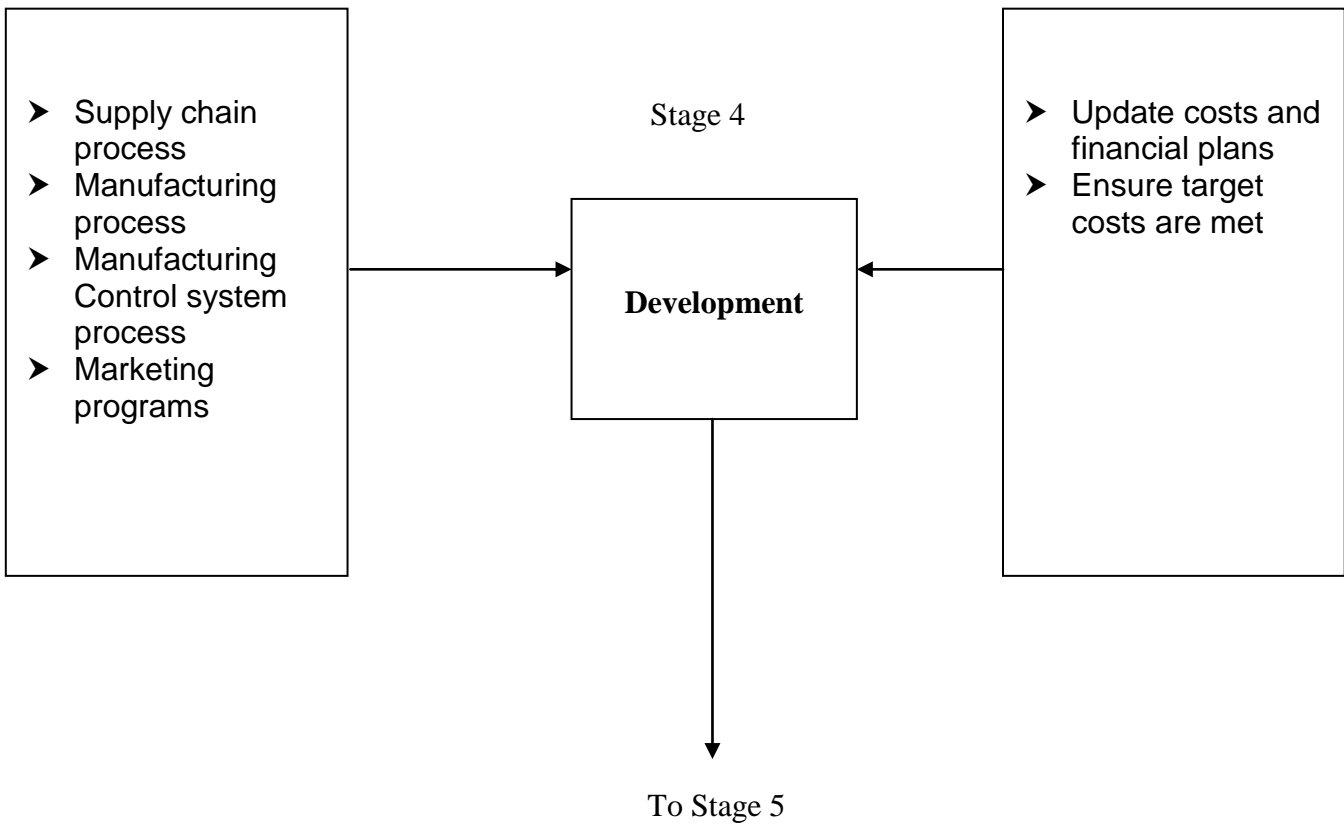 ➤ Supply chain
process
➤ Manufacturing
process
➤ Manufacturing
Control system
process
➤ Marketing
programs
Stage 4
Development
➤ Update costs and
financial plans
➤ Ensure target
costs are met
To Stage 5